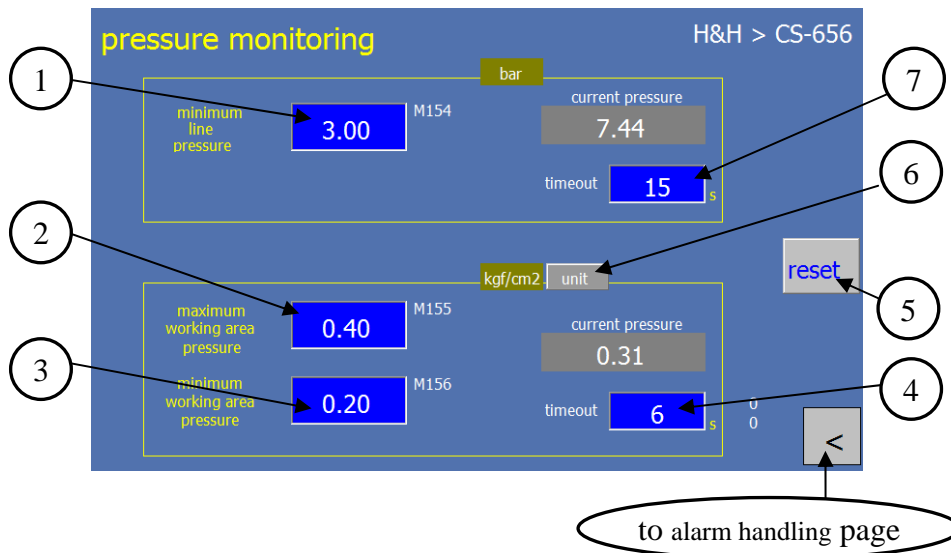 pressure monitoring
H&H > CS-656
1
7
bar
minimum
line
pressure
3.00
M154
current pressure
7.44
timeout
15
s
6
2
kgf/cm2
unit
reset
5
maximum
working area
pressure
0.40
M155
current pressure
0.31
3
minimum
working area
pressure
0.20
M156
timeout
6
s
0
0
4
<
to alarm handling page